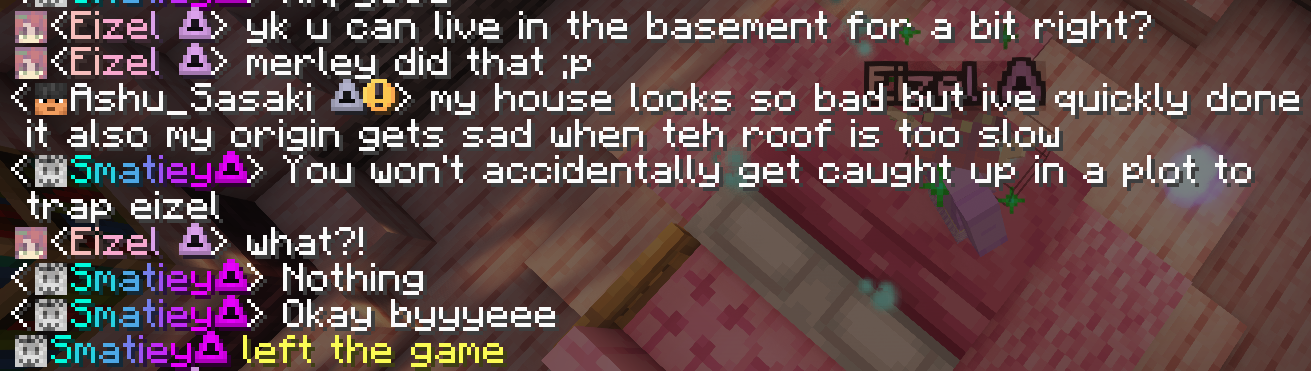 <Eizel > yk u can live in the basement for a bit right?
<Eizel > merley did that ;p
Eizel
<Ashu_Sasaki > my house looks so bad but ive quickly done
it also my origin gets sad when teh roof is too slow
<Smatiey> You won't accidentally get caught up in a plot to
trap eizel
<Eizel > what?!
<Smatiey> Nothing
<Smatiey> Okay byyyeee
Smatiey left the game